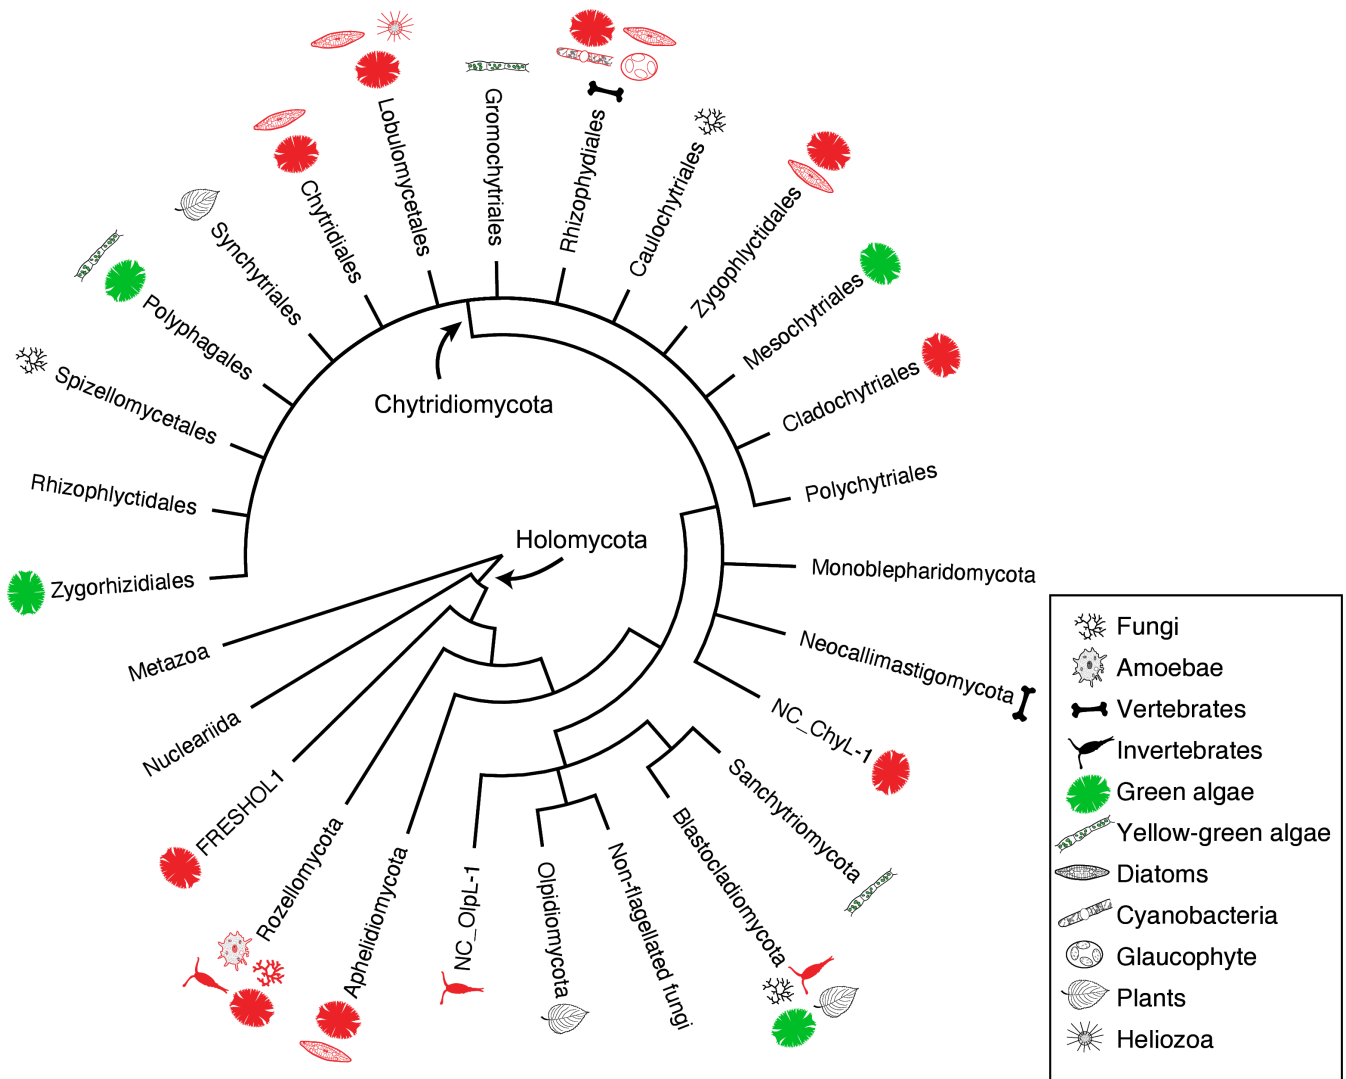 Lobulomycetales
Gromochytriales
Rhizophydiales
Caulochytriales
Zygophlyctidales
Mesochytriales
Cladochytriales
Polychytriales
Monoblepharidomycota
Neocallimastigomycota
NC_ChyL-1
Sanchytriomycota
Blastocladiomycota
Non-flagellated fungi
Olpidiomycota
NC_OlpL-1
Aphelidiomycota
Rozellomycota
FRESHOL1
Nucleariida
Metazoa
Zygorhizidiales
Rhizophlyctidales
Spizellomycetales
Polyphagales
Synchytriales
Chytridiales
Chytridiomycota
Holomycota
Fungi
Amoebae
Vertebrates
Invertebrates
Green algae
Yellow-green algae
Diatoms
Cyanobacteria
Glaucophyte
Plants
Heliozoa